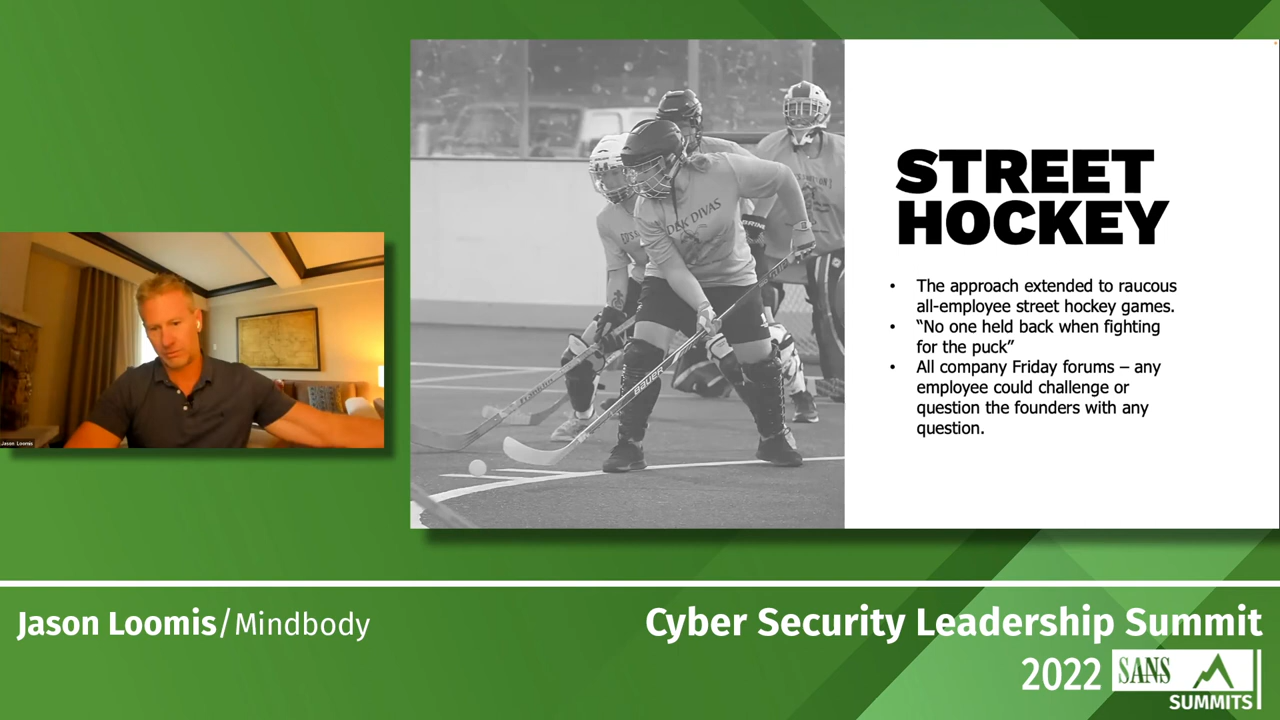 STREET
HOCKEY
• The approach extended to raucous
all-employee street hockey games.
• “No one held back when fighting
for the puck”
• All company Friday forums – any
employee could challenge or
question the founders with any
question.
DEK DIVAS
BAUER
Jason Loomis
Jason Loomis/Mindbody
Cyber Security Leadership Summit
2022
SANS
SUMMITS